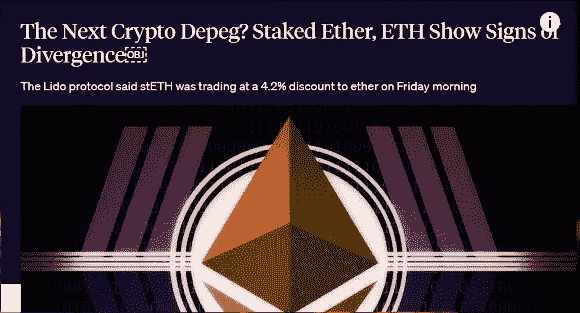 The Next Crypto Depeg? Staked Ether, ETH Show Signs of
Divergence OBJ
The Lido protocol said stETH was trading at a 4.2% discount to ether on Friday morning